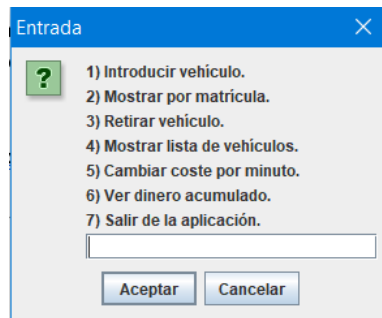 Entrada
1) Introducir vehículo.
2) Mostrar por matrícula.
3) Retirar vehículo.
4) Mostrar lista de vehículos.
5) Cambiar coste por minuto.
6) Ver dinero acumulado.
7) Salir de la aplicación.
Aceptar Cancelar